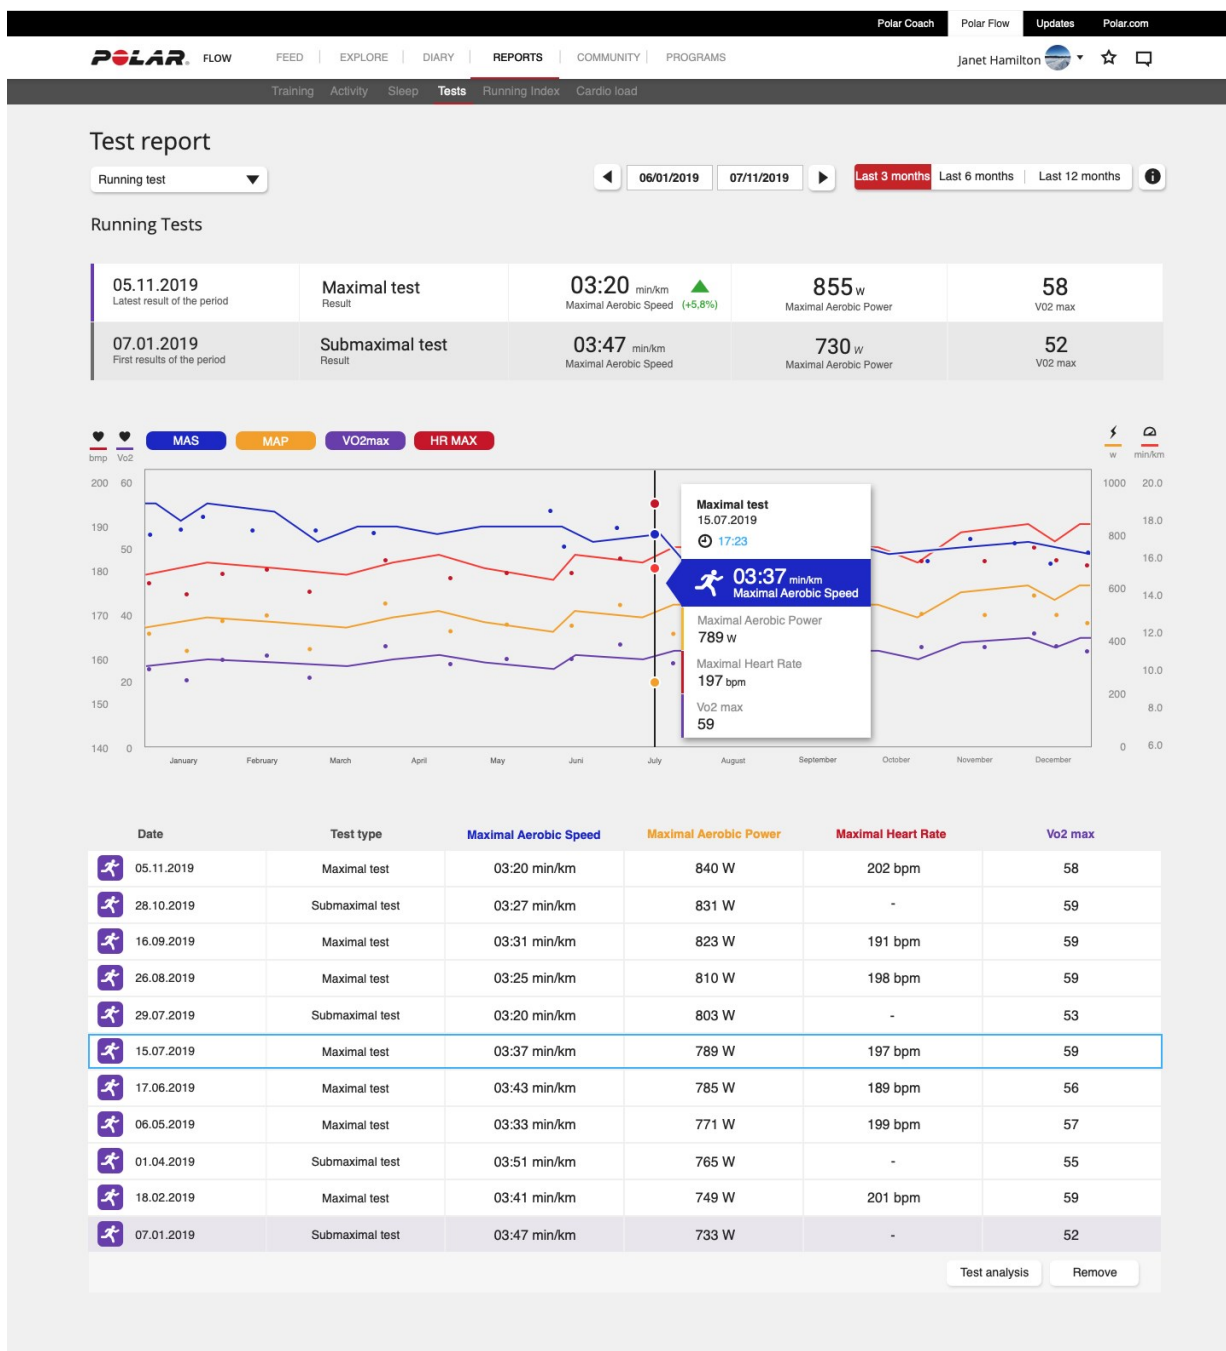 Polar Coach Polar Flow Updates Polar.com
POLAR. FLOW FEED EXPLORE DIARY REPORTS COMMUNITY PROGRAMS Janet Hamilton
Training Activity Sleep Tests Running Index Cardio load
Test report
Running test 06/01/2019 07/11/2019 Last 3 months Last 6 months Last 12 months
Running Tests
05.11.2019 Maximal test 03:20 min/km 855 w 58
Latest result of the period Result Maximal Aerobic Speed (+5,8%) Maximal Aerobic Power V02 max
07.01.2019 Submaximal test 03:47 min/km 730 w 52
First results of the period Result Maximal Aerobic Speed Maximal Aerobic Power V02 max
MAS MAP VO2max HR MAX
bmp Vo2 w min/km
200 60 1000 20.0
Maximal test
15.07.2019
17:23
190 18.0
50 800
180 16.0
03:37 min/km
Maximal Aerobic Speed
600 14.0
170 40
Maximal Aerobic Power
789 w
400 12.0
160 10.0
Maximal Heart Rate
197 bpm
20 200
150 8.0
Vo2 max
59
140 0 0 6.0
January February March April May Juni July August September October November December
Date Test type Maximal Aerobic Speed Maximal Aerobic Power Maximal Heart Rate Vo2 max
05.11.2019 Maximal test 03:20 min/km 840 W 202 bpm 58
28.10.2019 Submaximal test 03:27 min/km 831 W - 59
16.09.2019 Maximal test 03:31 min/km 823 W 191 bpm 59
26.08.2019 Maximal test 03:25 min/km 810 W 198 bpm 59
29.07.2019 Submaximal test 03:20 min/km 803 W - 53
15.07.2019 Maximal test 03:37 min/km 789 W 197 bpm 59
17.06.2019 Maximal test 03:43 min/km 785 W 189 bpm 56
06.05.2019 Maximal test 03:33 min/km 771 W 199 bpm 57
01.04.2019 Submaximal test 03:51 min/km 765 W - 55
18.02.2019 Maximal test 03:41 min/km 749 W 201 bpm 59
07.01.2019 Submaximal test 03:47 min/km 733 W - 52
Test analysis Remove